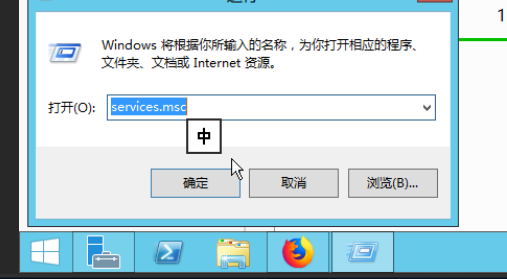 1
Windows 将根据你所输入的名称，为你打开相应的程序、
文件夹、文档或 Internet 资源。
打开(O):
services.msc
中
确定
取消
浏览(B)...